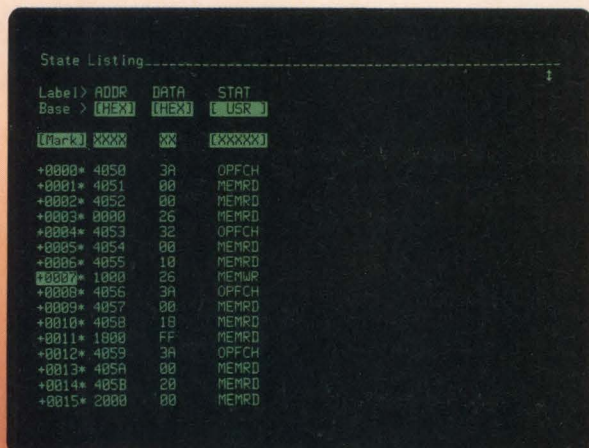 State Listing
Label> ADDR DATA STAT
Base > [HEX] [HEX] [ USR ]
[Mark] XXXX XX [XXXXX]
+0000* 4050 3A OPFCH
+0001* 4051 00 MEMRD
+0002* 4052 00 MEMRD
+0003* 0000 26 MEMRD
+0004* 4053 32 OPFCH
+0005* 4054 00 MEMRD
+0006* 4055 10 MEMRD
+0007* 1000 26 MEMWR
+0008* 4056 3A OPFCH
+0009* 4057 00 MEMRD
+0010* 4058 18 MEMRD
+0011* 1800 FF MEMRD
+0012* 4059 3A OPFCH
+0013* 405A 00 MEMRD
+0014* 405B 20 MEMRD
+0015* 2000 00 MEMRD